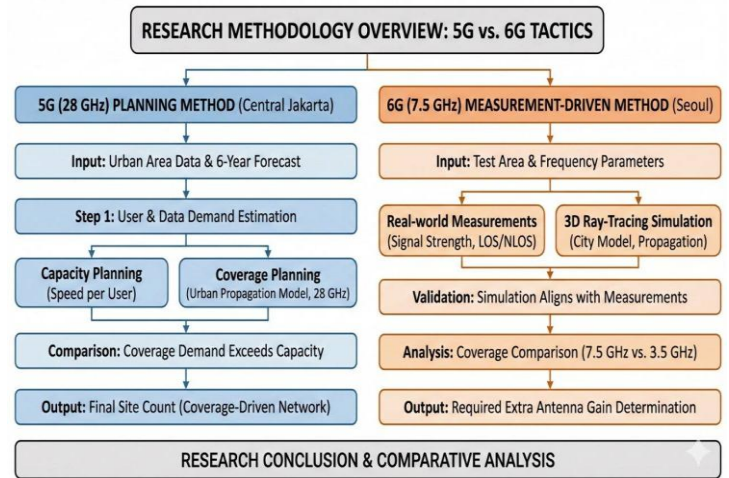 RESEARCH METHODOLOGY OVERVIEW: 5G vs. 6G TACTICS
5G (28 GHz) PLANNING METHOD (Central Jakarta)
Input: Urban Area Data & 6-Year Forecast
Step 1: User & Data Demand Estimation
Capacity Planning
(Speed per User)
Coverage Planning
(Urban Propagation Model, 28 GHz)
Comparison: Coverage Demand Exceeds Capacity
Output: Final Site Count (Coverage-Driven Network)
6G (7.5 GHz) MEASUREMENT-DRIVEN METHOD (Seoul)
Input: Test Area & Frequency Parameters
Real-world Measurements
(Signal Strength, LOS/NLOS)
3D Ray-Tracing Simulation
(City Model, Propagation)
Validation: Simulation Aligns with Measurements
Analysis: Coverage Comparison (7.5 GHz vs. 3.5 GHz)
Output: Required Extra Antenna Gain Determination
RESEARCH CONCLUSION & COMPARATIVE ANALYSIS